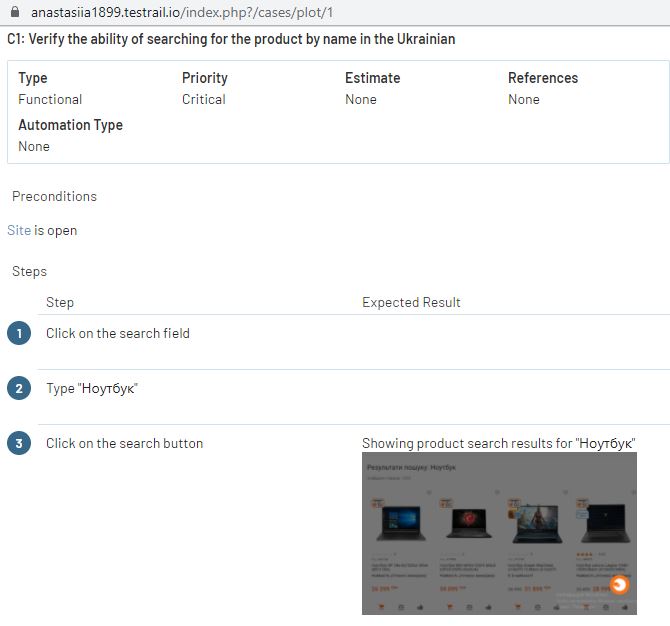 anastasiia1899.testrail.io/index.php?/cases/plot/1
C1: Verify the ability of searching for the product by name in the Ukrainian
Type Priority Estimate References
Functional Critical None None
Automation Type
None
Preconditions
Site is open
Steps
Step Expected Result
1 Click on the search field
2 Type "Ноутбук"
3 Click on the search button Showing product search results for "Ноутбук"
Результати пошуку: Ноутбук